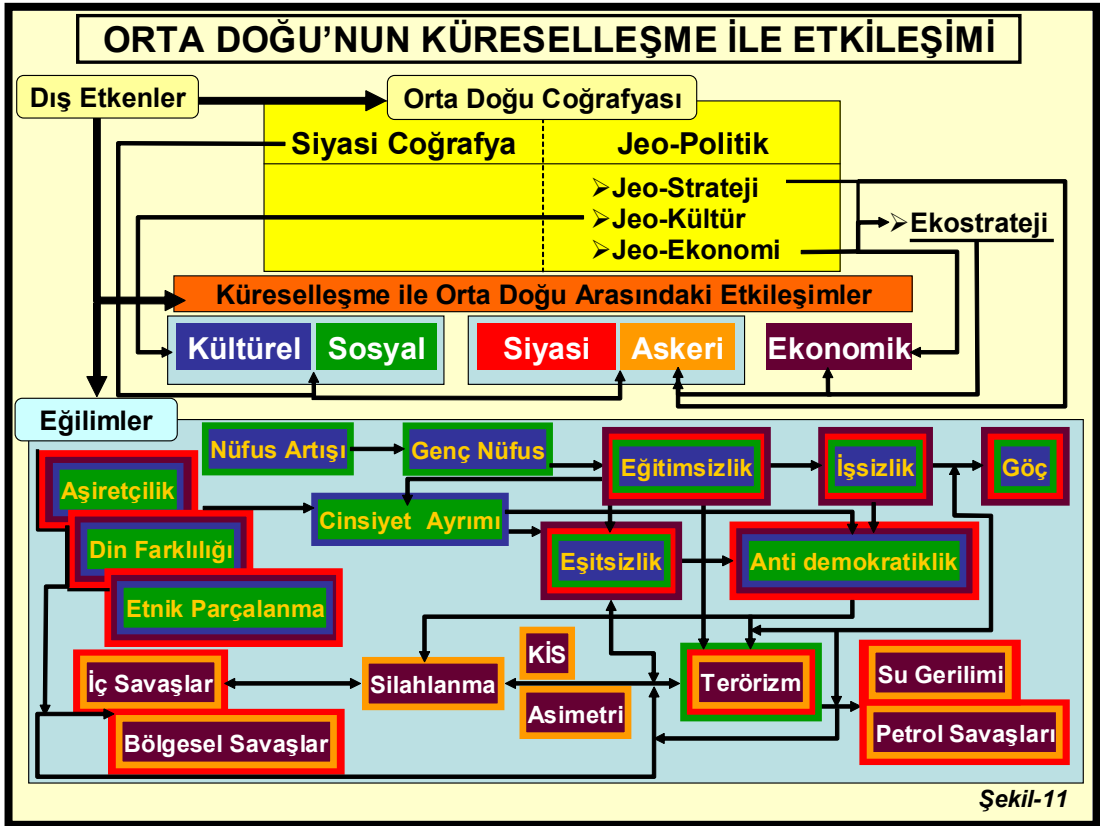 ORTA DOĞU'NUN KÜRESELLEŞME İLE ETKİLEŞİMİ
Dış Etkenler
Orta Doğu Coğrafyası
Siyasi Coğrafya
Jeo-Politik
➢Jeo-Strateji
➢Jeo-Kültür
➢Jeo-Ekonomi
➢Ekostrateji
Küreselleşme ile Orta Doğu Arasındaki Etkileşimler
Kültürel
Sosyal
Siyasi
Askeri
Ekonomik
Eğilimler
Nüfus Artışı
Genç Nüfus
Eğitimsizlik
İşsizlik
Göç
Aşiretçilik
Cinsiyet Ayrımı
Din Farklılığı
Eşitsizlik
Anti demokratiklik
Etnik Parçalanma
KİS
İç Savaşlar
Silahlanma
Terörizm
Su Gerilimi
Asimetri
Bölgesel Savaşlar
Petrol Savaşları
Şekil-11